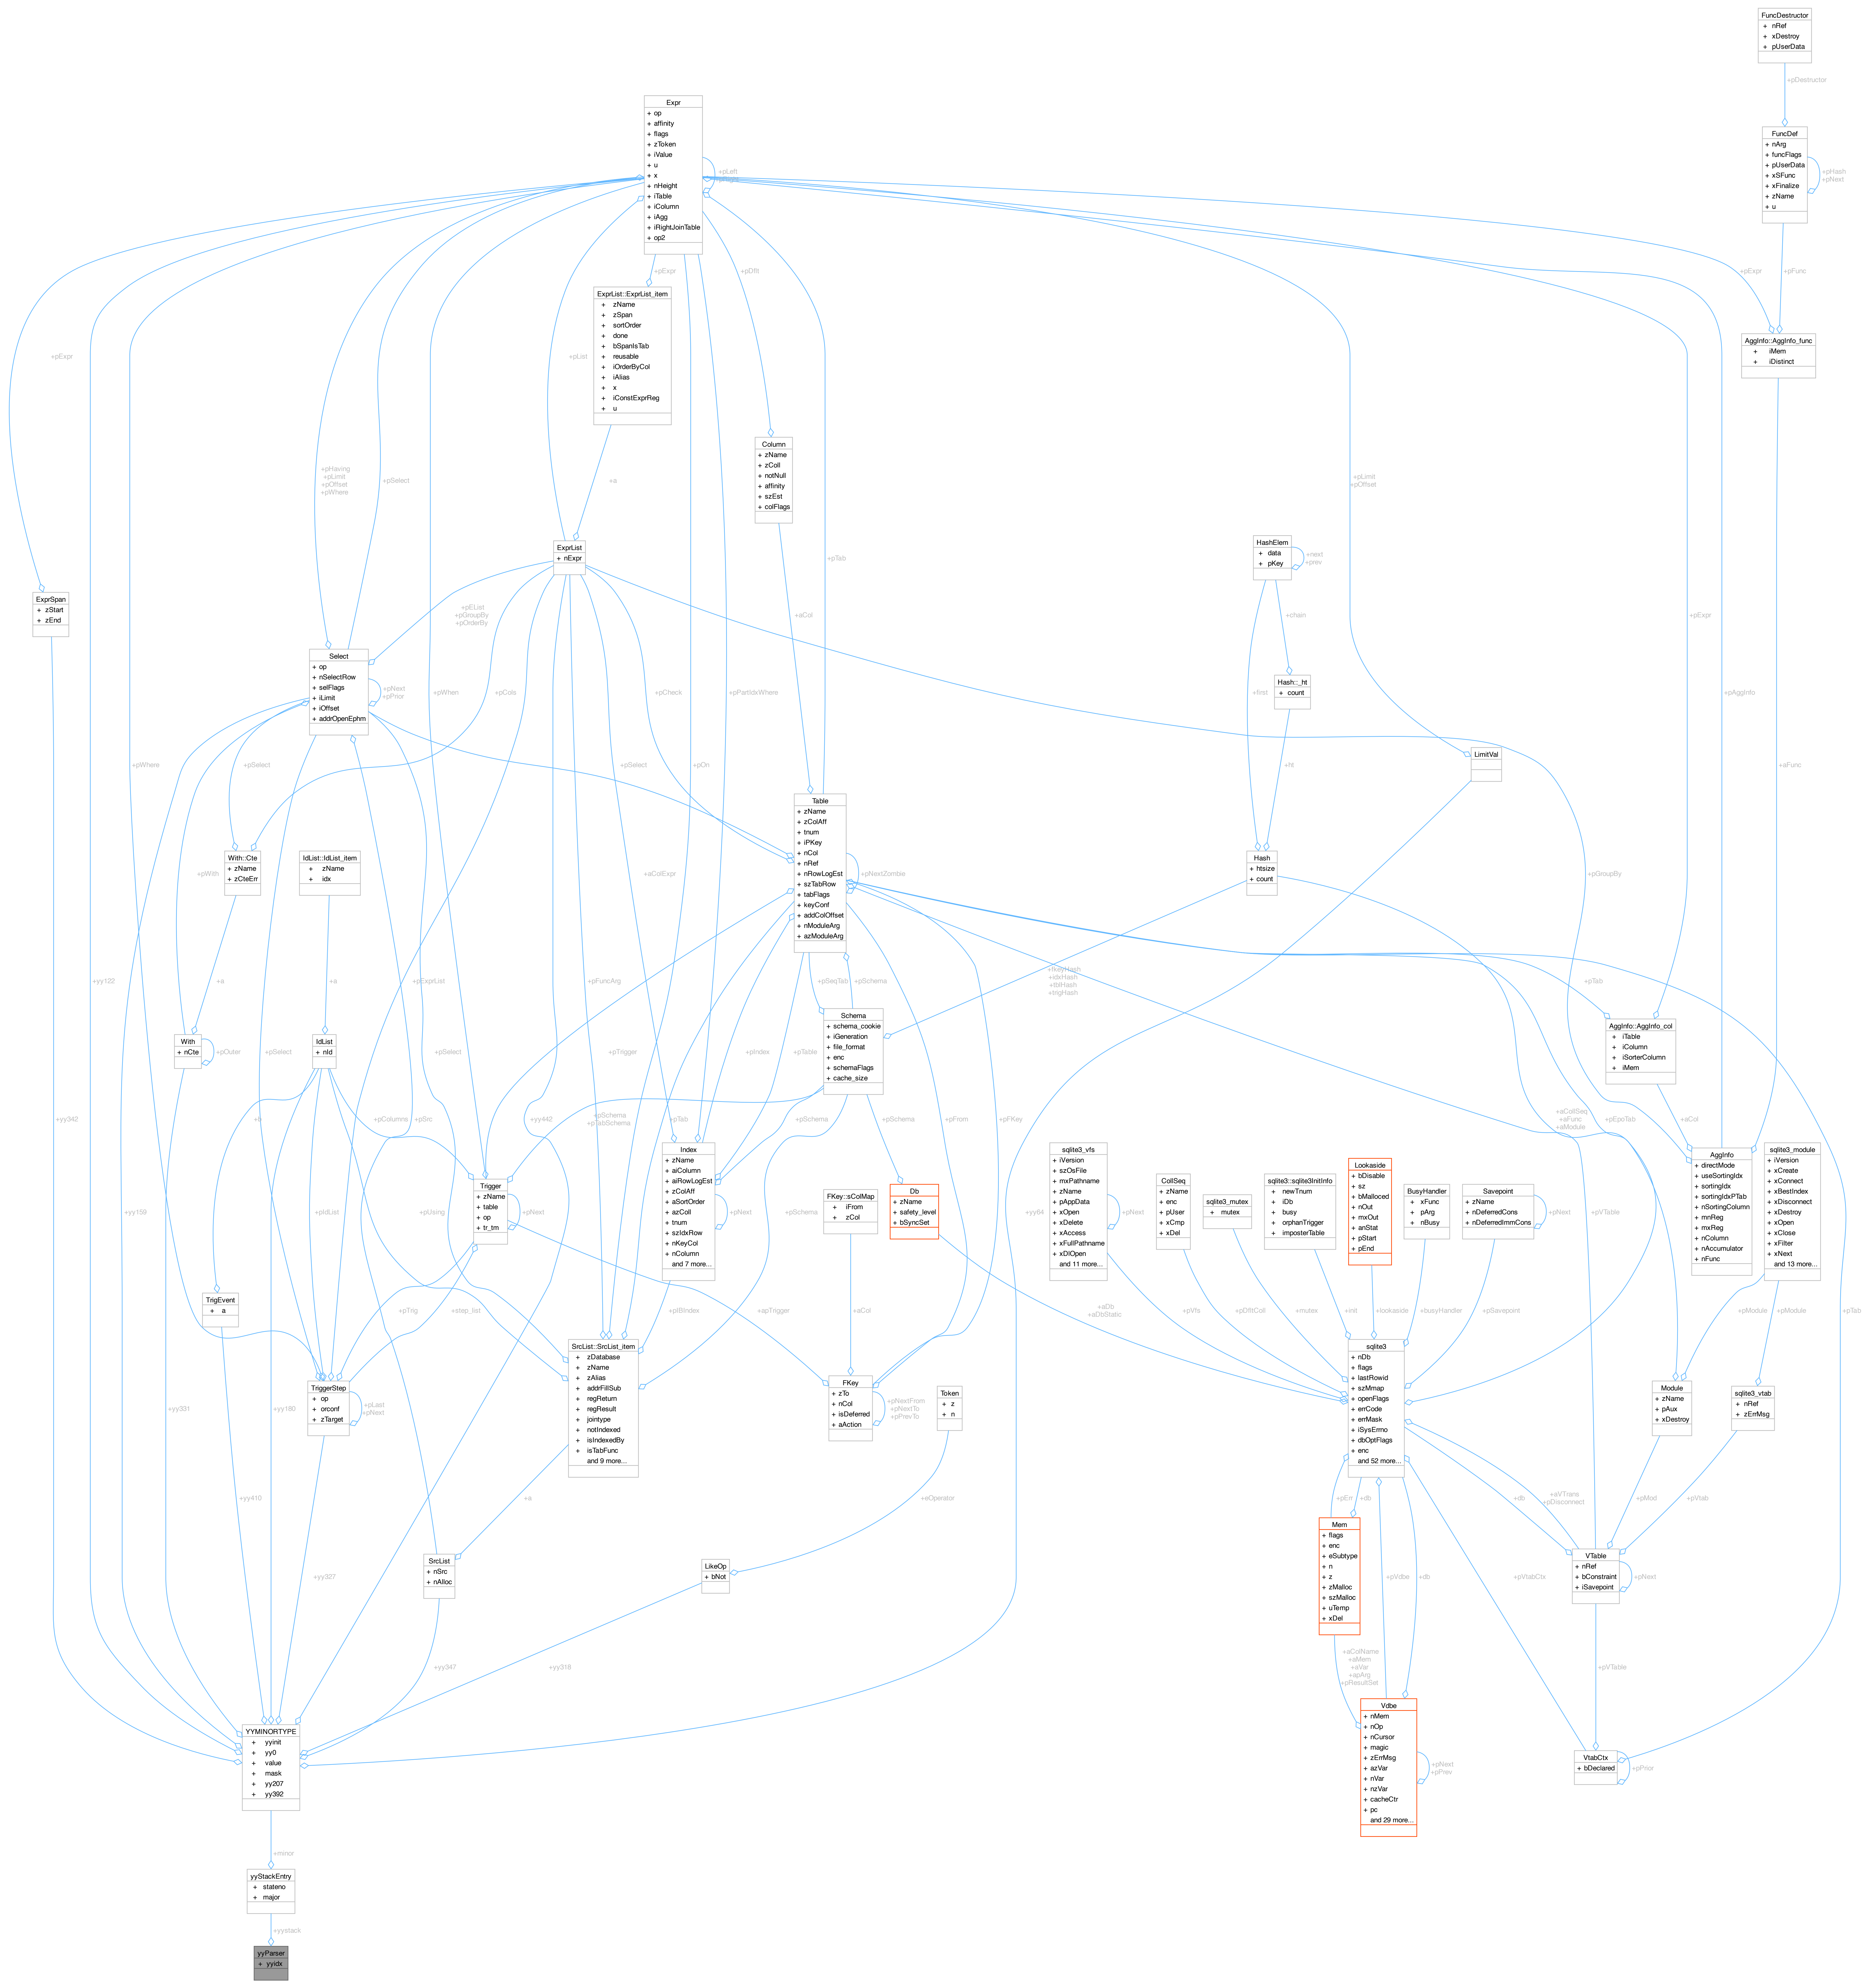 FuncDestructor
+ nRef
+ xDestroy
+ pUserData
+pDestructor
Expr
+ op
+ affinity
+ flags
+ zToken
+ iValue
+ u
+ x
+ nHeight
+ iTable
+ iColumn
+ iAgg
+ iRightJoinTable
+ op2
+pLeft
FuncDef
+ nArg
+ funcFlags
+ pUserData
+ xSFunc
+ xFinalize
+ zName
+ u
+pHash
+pNext
+pExpr
+pDflt
+pExpr
+pFunc
ExprList::ExprList_item
+ zName
+ zSpan
+ sortOrder
+ done
+ bSpanIsTab
+ reusable
+ iOrderByCol
+ iAlias
+ x
+ iConstExprReg
+ u
AggInfo::AggInfo_func
+ iMem
+ iDistinct
+pExpr
+pList
Column
+ zName
+ zColl
+ notNull
+ affinity
+ szEst
+ colFlags
+pHaving
+pLimit
+pOffset
+pWhere
+pSelect
+a
+pLimit
+pOffset
ExprList
+ nExpr
+pTab
HashElem
+ data
+ pKey
+next
+prev
ExprSpan
+ zStart
+ zEnd
+pEList
+pGroupBy
+pOrderBy
+aCol
+chain
+pExpr
Select
+ op
+ nSelectRow
+ selFlags
+ iLimit
+ iOffset
+ addrOpenEphm
+pNext
+pPrior
+pCols
+pWhen
+pCheck
+pPartIdxWhere
+first
Hash::_ht
+ count
+pAggInfo
+pWhere
+pSelect
+pSelect
+pOn
+ht
LimitVal
+aFunc
Table
+ zName
+ zColAff
+ tnum
+ iPKey
+ nCol
+ nRef
+ nRowLogEst
+ szTabRow
+ tabFlags
+ keyConf
+ addColOffset
+ nModuleArg
+ azModuleArg
+pNextZombie
With::Cte
+ zName
+ zCteErr
IdList::IdList_item
+ zName
+ idx
Hash
+ htsize
+ count
+pWith
+aColExpr
+pGroupBy
+yy122
+a
+a
+pExprList
+pFuncArg
+pSeqTab
+pSchema
+fkeyHash
+idxHash
+tblHash
+trigHash
+pTab
With
+ nCte
+pOuter
IdList
+ nId
+pSelect
+pSelect
+pTrigger
+pIndex
+pTable
Schema
+ schema_cookie
+ iGeneration
+ file_format
+ enc
+ schemaFlags
+ cache_size
AggInfo::AggInfo_col
+ iTable
+ iColumn
+ iSorterColumn
+ iMem
+yy342
+b
+pColumns
+pSrc
+yy442
+pSchema
+pTabSchema
+pTab
+pSchema
+pSchema
+pFrom
+pFKey
+aCollSeq
+aFunc
+aModule
+pEpoTab
+aCol
Index
+ zName
+ aiColumn
+ aiRowLogEst
+ zColAff
+ aSortOrder
+ azColl
+ tnum
+ szIdxRow
+ nKeyCol
+ nColumn
and 7 more...
+pNext
sqlite3_vfs
+ iVersion
+ szOsFile
+ mxPathname
+ zName
+ pAppData
+ xOpen
+ xDelete
+ xAccess
+ xFullPathname
+ xDlOpen
and 11 more...
+pNext
AggInfo
+ directMode
+ useSortingIdx
+ sortingIdx
+ sortingIdxPTab
+ nSortingColumn
+ mnReg
+ mxReg
+ nColumn
+ nAccumulator
+ nFunc
sqlite3_module
+ iVersion
+ xCreate
+ xConnect
+ xBestIndex
+ xDisconnect
+ xDestroy
+ xOpen
+ xClose
+ xFilter
+ xNext
and 13 more...
Trigger
+ zName
+ table
+ op
+ tr_tm
+pNext
Db
+ zName
+ safety_level
+ bSyncSet
FKey::sColMap
+ iFrom
+ zCol
CollSeq
+ zName
+ enc
+ pUser
+ xCmp
+ xDel
sqlite3_mutex
+ mutex
sqlite3::sqlite3InitInfo
+ newTnum
+ iDb
+ busy
+ orphanTrigger
+ imposterTable
Lookaside
+ bDisable
+ sz
+ bMalloced
+ nOut
+ mxOut
+ anStat
+ pStart
+ pEnd
BusyHandler
+ xFunc
+ pArg
+ nBusy
Savepoint
+ zName
+ nDeferredCons
+ nDeferredImmCons
+pNext
+yy159
+pIdList
+pUsing
+pSchema
+yy64
+pVTable
TrigEvent
+ a
+pTrig
+step_list
+pIBIndex
+apTrigger
+aCol
+aDb
+aDbStatic
+pVfs
+pDfltColl
+mutex
+init
+lookaside
+busyHandler
+pSavepoint
+pModule
+pModule
+pTab
+yy331
+yy180
TriggerStep
+ op
+ orconf
+ zTarget
+pLast
+pNext
SrcList::SrcList_item
+ zDatabase
+ zName
+ zAlias
+ addrFillSub
+ regReturn
+ regResult
+ jointype
+ notIndexed
+ isIndexedBy
+ isTabFunc
and 9 more...
FKey
+ zTo
+ nCol
+ isDeferred
+ aAction
+pNextFrom
+pNextTo
+pPrevTo
Token
+ z
+ n
sqlite3
+ nDb
+ flags
+ lastRowid
+ szMmap
+ openFlags
+ errCode
+ errMask
+ iSysErrno
+ dbOptFlags
+ enc
and 52 more...
Module
+ zName
+ pAux
+ xDestroy
sqlite3_vtab
+ nRef
+ zErrMsg
+yy410
+a
+eOperator
+pErr
+db
+db
+aVTrans
+pDisconnect
+pMod
+pVtab
+yy327
SrcList
+ nSrc
+ nAlloc
LikeOp
+ bNot
Mem
+ flags
+ enc
+ eSubtype
+ n
+ z
+ zMalloc
+ szMalloc
+ uTemp
+ xDel
+pVdbe
+db
+pVtabCtx
VTable
+ nRef
+ bConstraint
+ iSavepoint
+pNext
+yy347
+yy318
+aColName
+aMem
+aVar
+apArg
+pResultSet
+pVTable
YYMINORTYPE
+ yyinit
+ yy0
+ value
+ mask
+ yy207
+ yy392
Vdbe
+ nMem
+ nOp
+ nCursor
+ magic
+ zErrMsg
+ azVar
+ nVar
+ nzVar
+ cacheCtr
+ pc
and 29 more...
+pNext
+pPrev
VtabCtx
+ bDeclared
+pPrior
+minor
yyStackEntry
+ stateno
+ major
+yystack
yyParser
+ yyidx